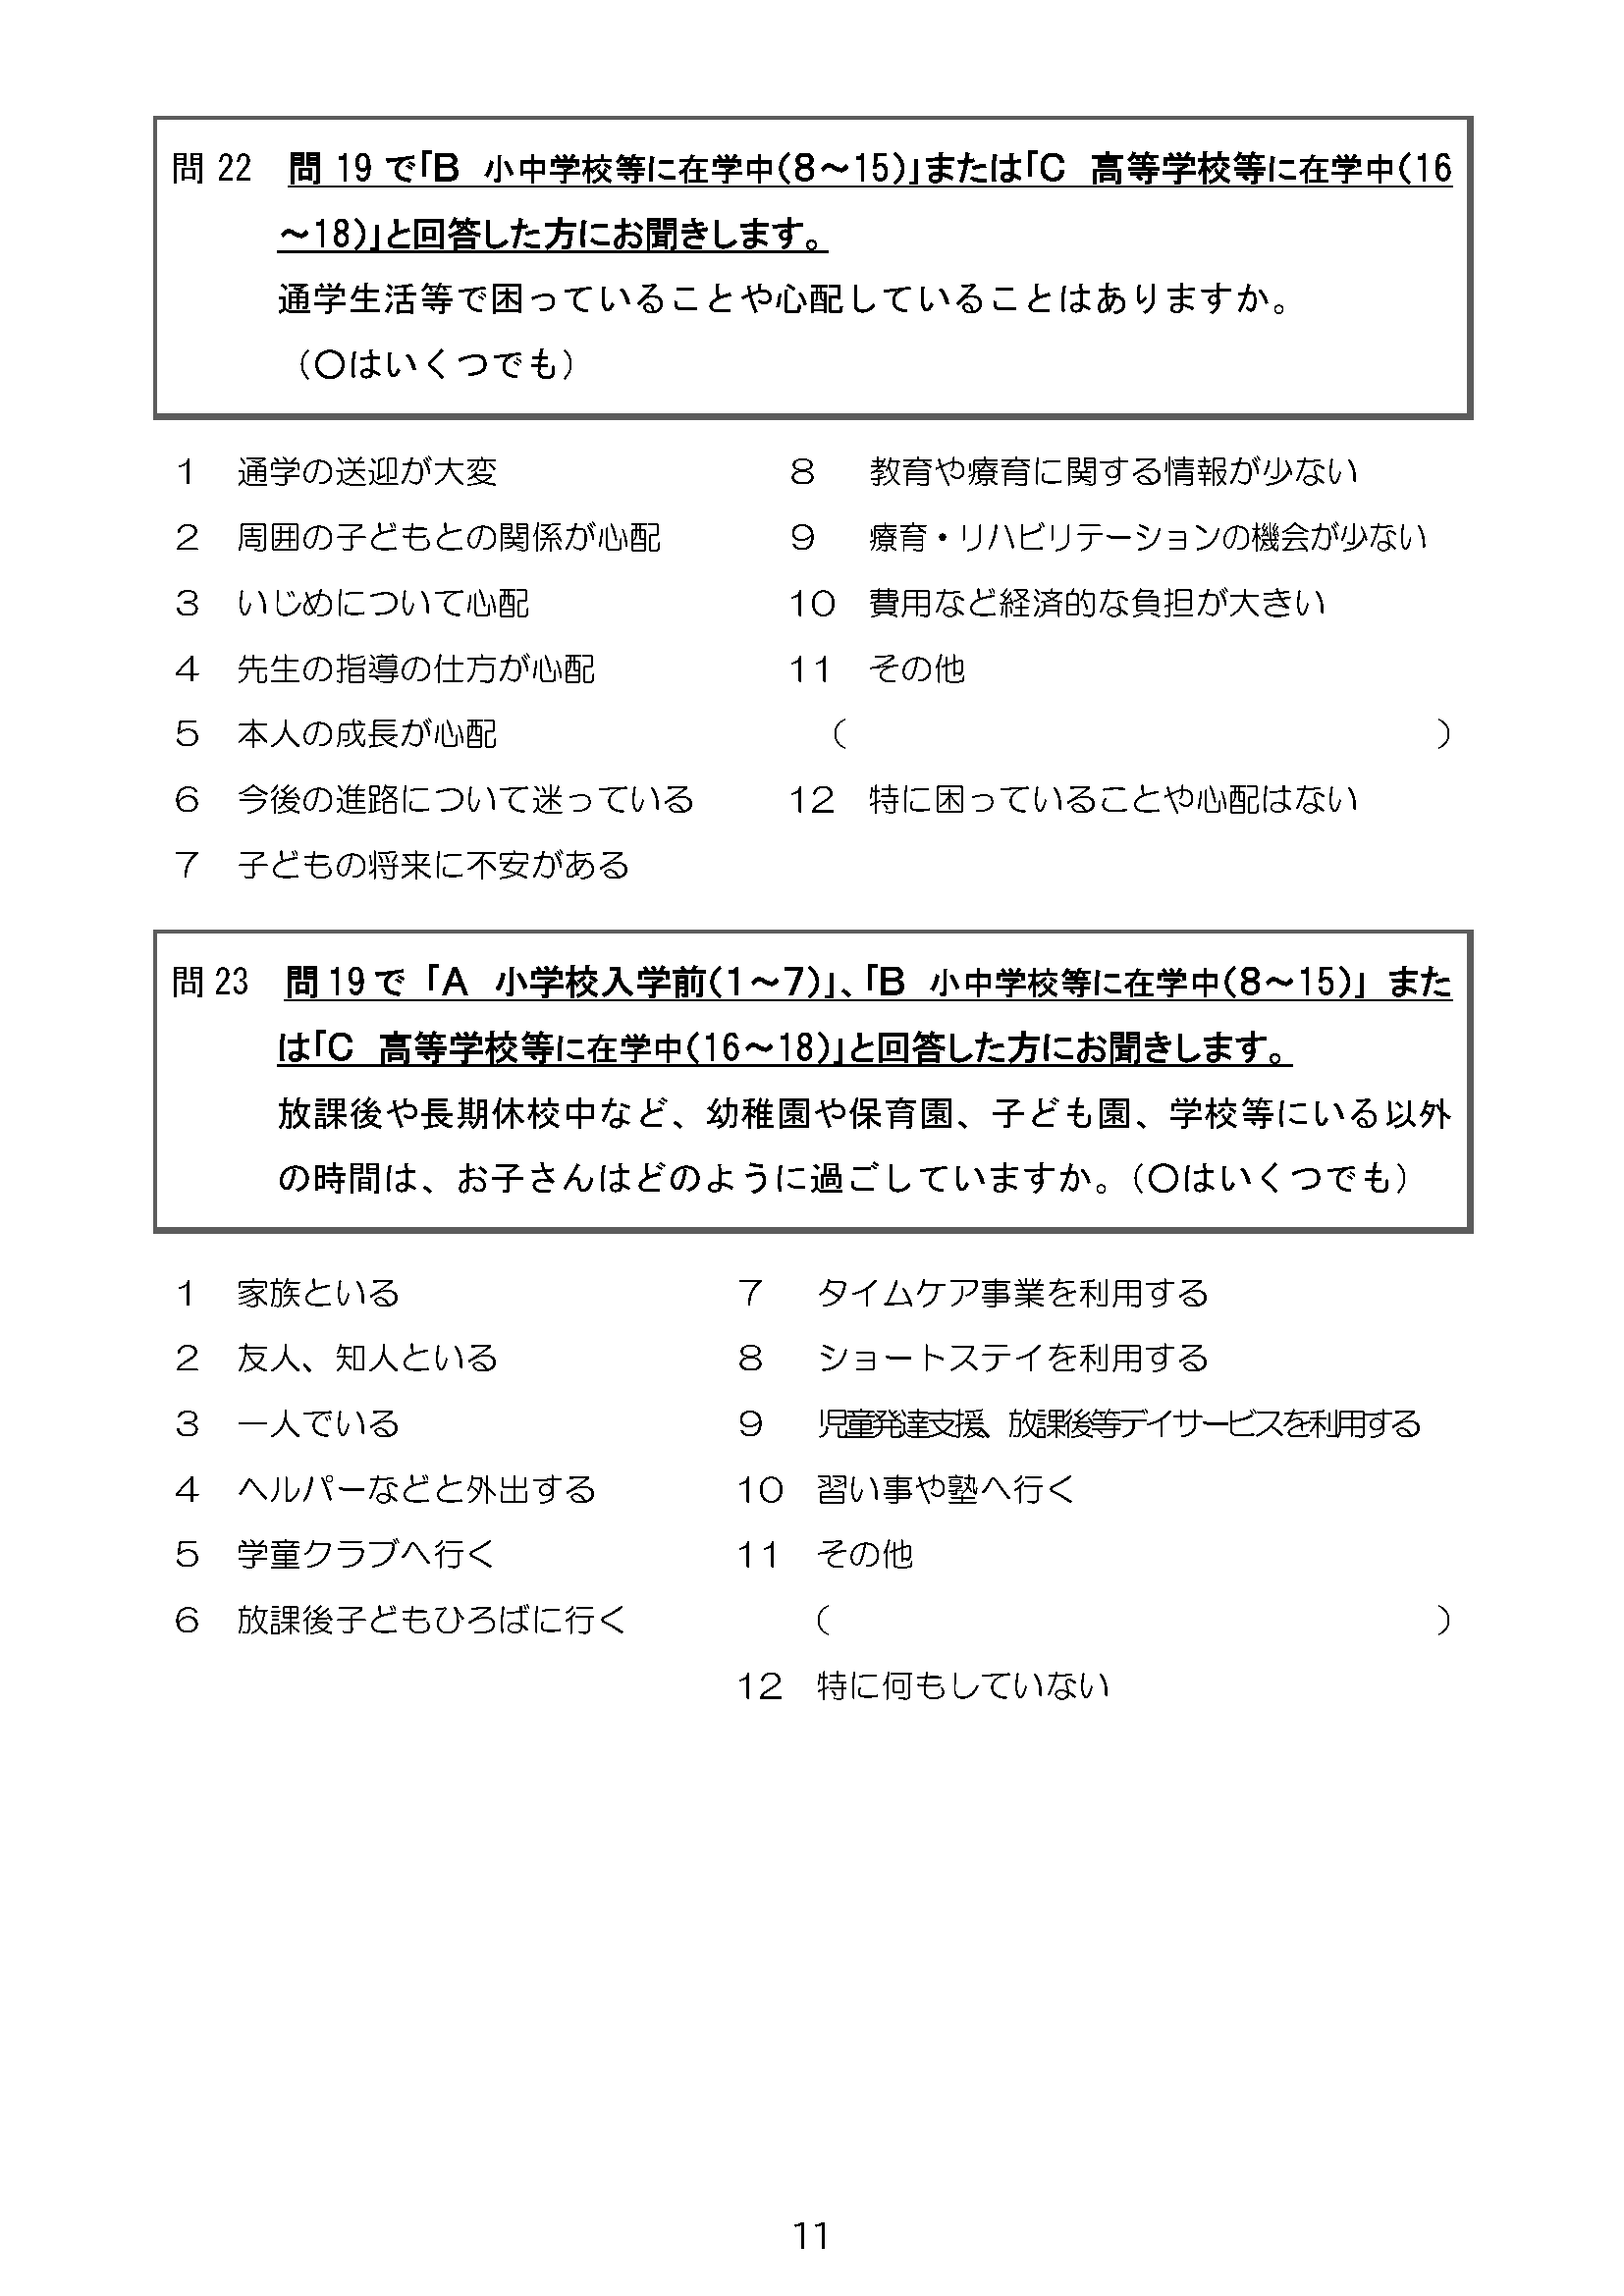 問 22　問 19 で「B　小中学校等に在学中（8～15）」または「C　高等学校等に在学中（16
～18）」と回答した方にお聞きします。
通学生活等で困っていることや心配していることはありますか。
（〇はいくつでも）
1　通学の送迎が大変
2　周囲の子どもとの関係が心配
3　いじめについて心配
4　先生の指導の仕方が心配
5　本人の成長が心配
6　今後の進路について迷っている
7　子どもの将来に不安がある
8　教育や療育に関する情報が少ない
9　療育・リハビリテーションの機会が少ない
10　費用など経済的な負担が大きい
11　その他
（　　　　　　　　　　　　　　　　　　）
12　特に困っていることや心配はない
問 23　問 19 で「A　小学校入学前（1～7）」、「B　小中学校等に在学中（8～15）」また
は「C　高等学校等に在学中（16～18）」と回答した方にお聞きします。
放課後や長期休校中など、幼稚園や保育園、子ども園、学校等にいる以外
の時間は、お子さんはどのように過ごしていますか。（〇はいくつでも）
1　家族といる
2　友人、知人といる
3　一人でいる
4　ヘルパーなどと外出する
5　学童クラブへ行く
6　放課後子どもひろばに行く
7　タイムケア事業を利用する
8　ショートステイを利用する
9　児童発達支援、放課後等デイサービスを利用する
10　習い事や塾へ行く
11　その他
（　　　　　　　　　　　　　　　　　　）
12　特に何もしていない
11